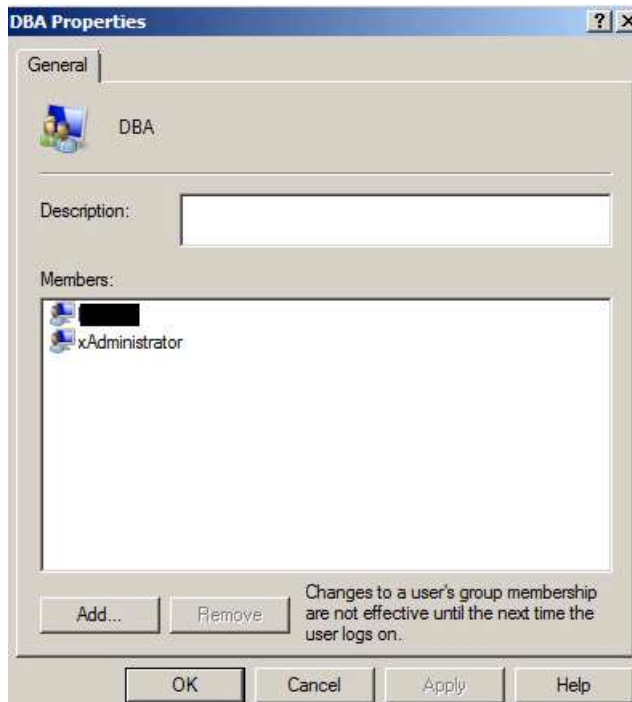 DBA Properties
General
DBA
Description:
Members:
xAdministrator
Add...
Remove
Changes to a user's group membership
are not effective until the next time the
user logs on.
OK
Cancel
Apply
Help